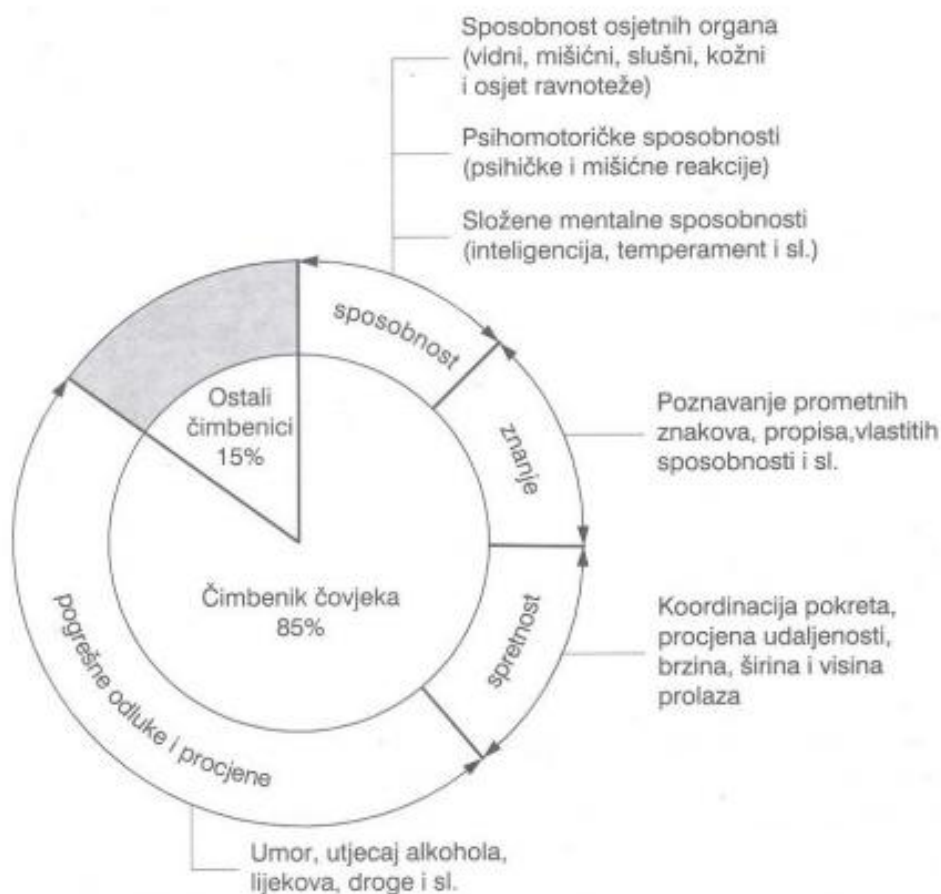 Sposobnost osjetnih organa
(vidni, mišićni, slušni, kožni
i osjet ravnoteže)
Psihomotoričke sposobnosti
(psihičke i mišićne reakcije)
Složene mentalne sposobnosti
(inteligencija, temperament i sl.)
sposobnost
Ostali
čimbenici
15%
znanje
Poznavanje prometnih
znakova, propisa,vlastitih
sposobnosti i sl.
Čimbenik čovjeka
85%
spretnost
Koordinacija pokreta,
procjena udaljenosti,
brzina, širina i visina
prolaza
pogrešne odluke i procjene
Umor, utjecaj alkohola,
lijekova, droge i sl.